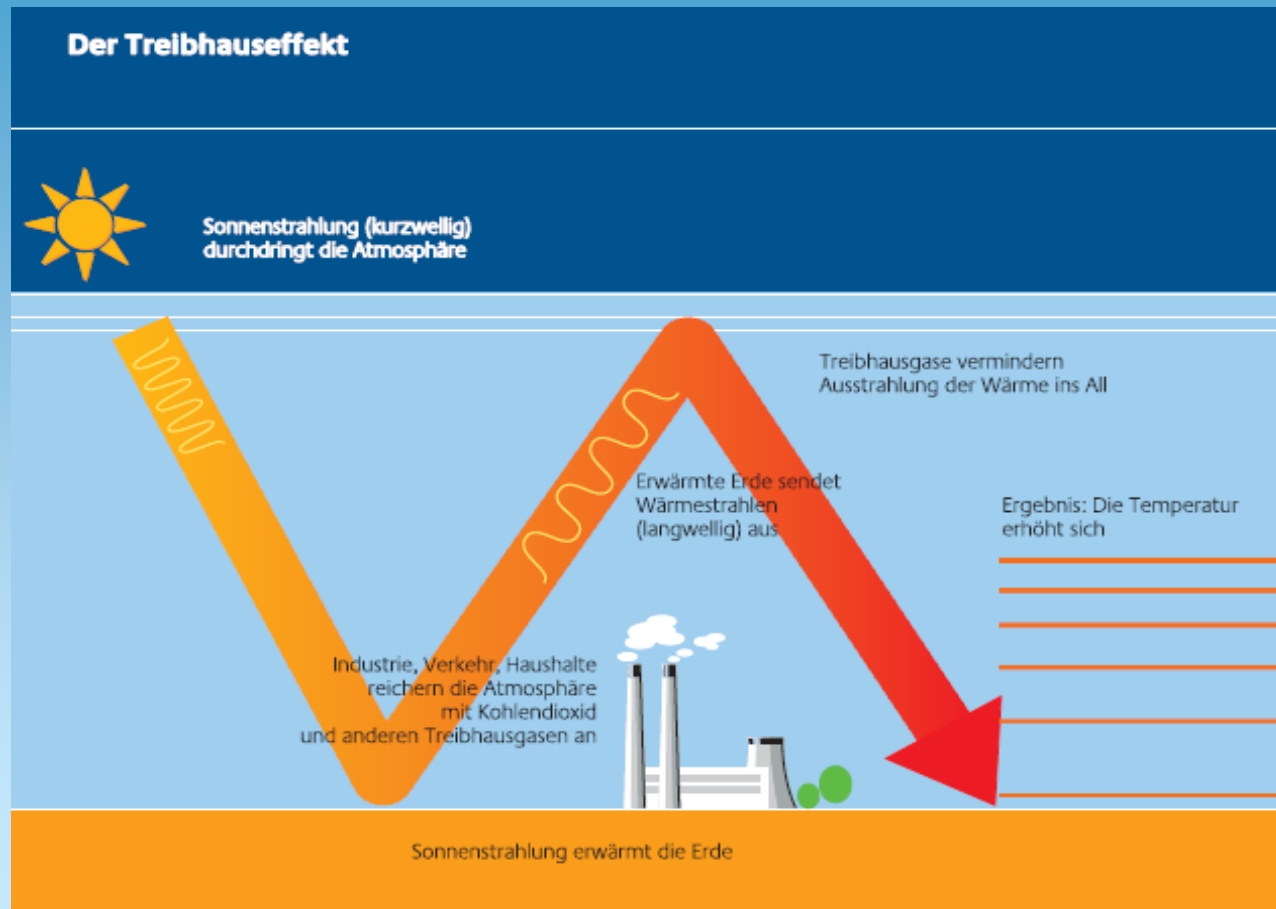 Der Treibhauseffekt
Sonnenstrahlung (kurzwellig)
durchdringt die Atmosphäre
Treibhausgase vermindern
Ausstrahlung der Wärme ins All
Erwärmte Erde sendet
Wärmestrahlen
(langwellig) aus
Ergebnis: Die Temperatur
erhöht sich
Industrie, Verkehr, Haushalte
reichern die Atmosphäre
mit Kohlendioxid
und anderen Treibhausgasen an
Sonnenstrahlung erwärmt die Erde